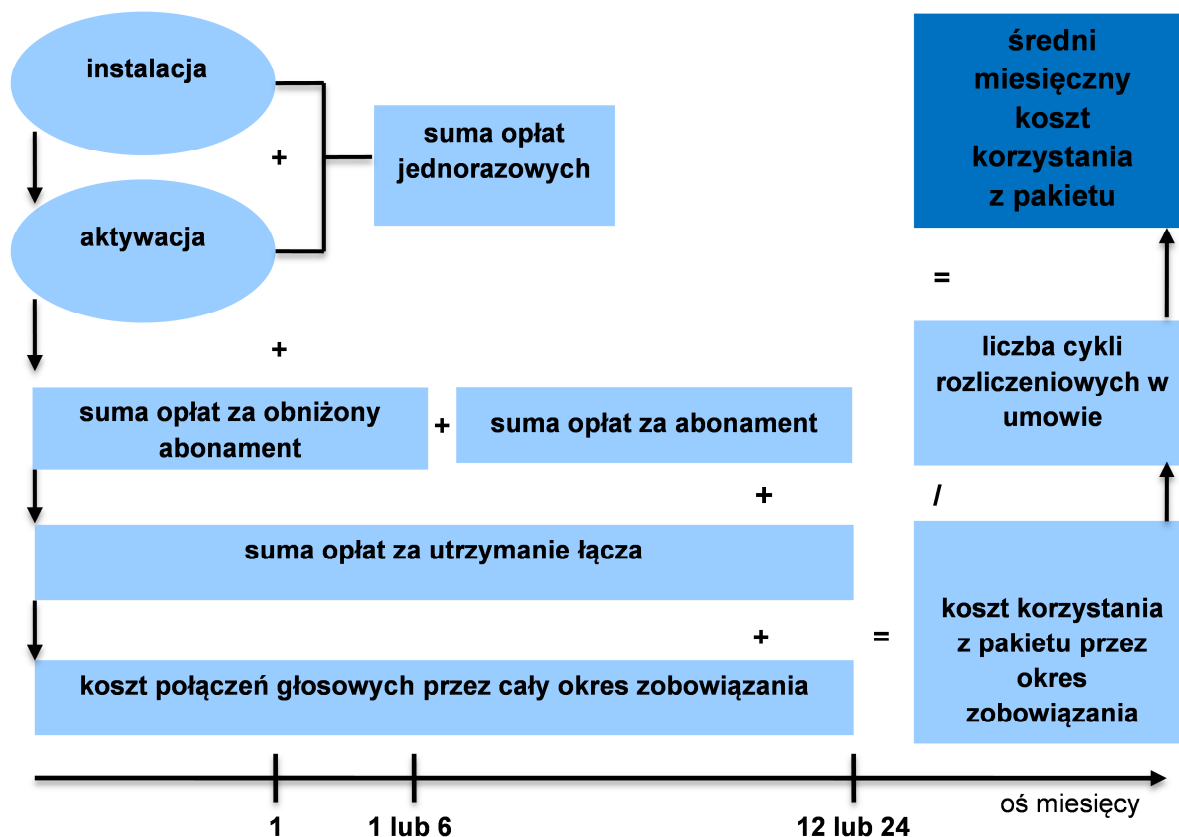 instalacja
+
aktywacja
suma opłat
jednorazowych
+
suma opłat za obniżony
abonament
+
suma opłat za abonament
+
suma opłat za utrzymanie łącza
+
koszt połączeń głosowych przez cały okres zobowiązania
=
koszt korzystania
z pakietu przez
okres
zobowiązania
/
liczba cykli
rozliczeniowych w
umowie
=
średni
miesięczny
koszt
korzystania
z pakietu
1
1 lub 6
12 lub 24
oś miesięcy